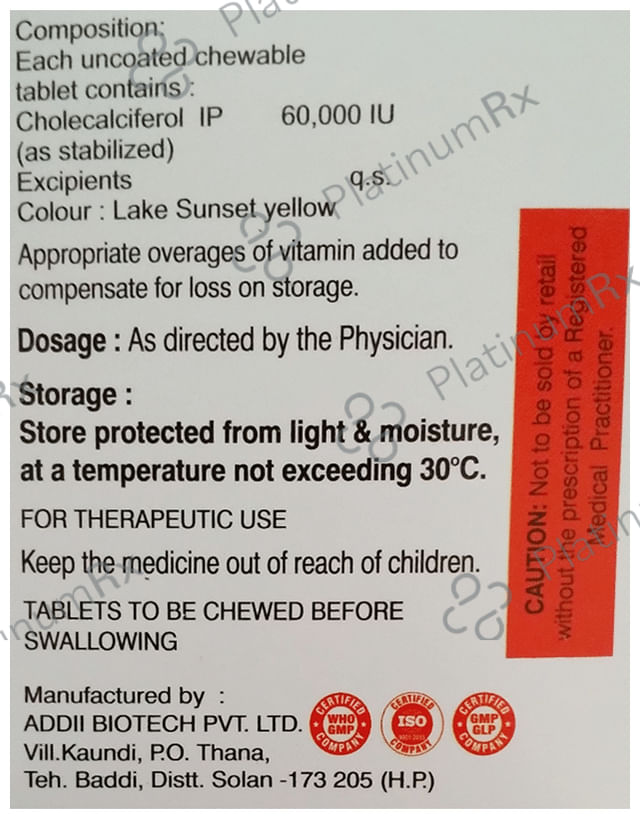 Composition:
Each uncoated chewable
tablet contains :
Cholecalciferol IP 60,000 IU
(as stabilized)
Excipients q.s.
Colour : Lake Sunset yellow
Appropriate overages of vitamin added to
compensate for loss on storage.
Dosage : As directed by the Physician.
Storage :
Store protected from light & moisture,
at a temperature not exceeding 30°C.
FOR THERAPEUTIC USE
Keep the medicine out of reach of children.
TABLETS TO BE CHEWED BEFORE
SWALLOWING
Manufactured by :
ADDII BIOTECH PVT. LTD.
Vill.Kaundi, P.O. Thana,
Teh. Baddi, Distt. Solan -173 205 (H.P.)
CERTIFIED
WHO
GMP
COMPANY
CERTIFIED
ISO
9001:2015
COMPANY
CERTIFIED
GMP
GLP
COMPANY
CAUTION: Not to be sold by retail
without the prescription of a Registered
Medical Practitioner.
PlatinumRx
PlatinumRx
PlatinumRx